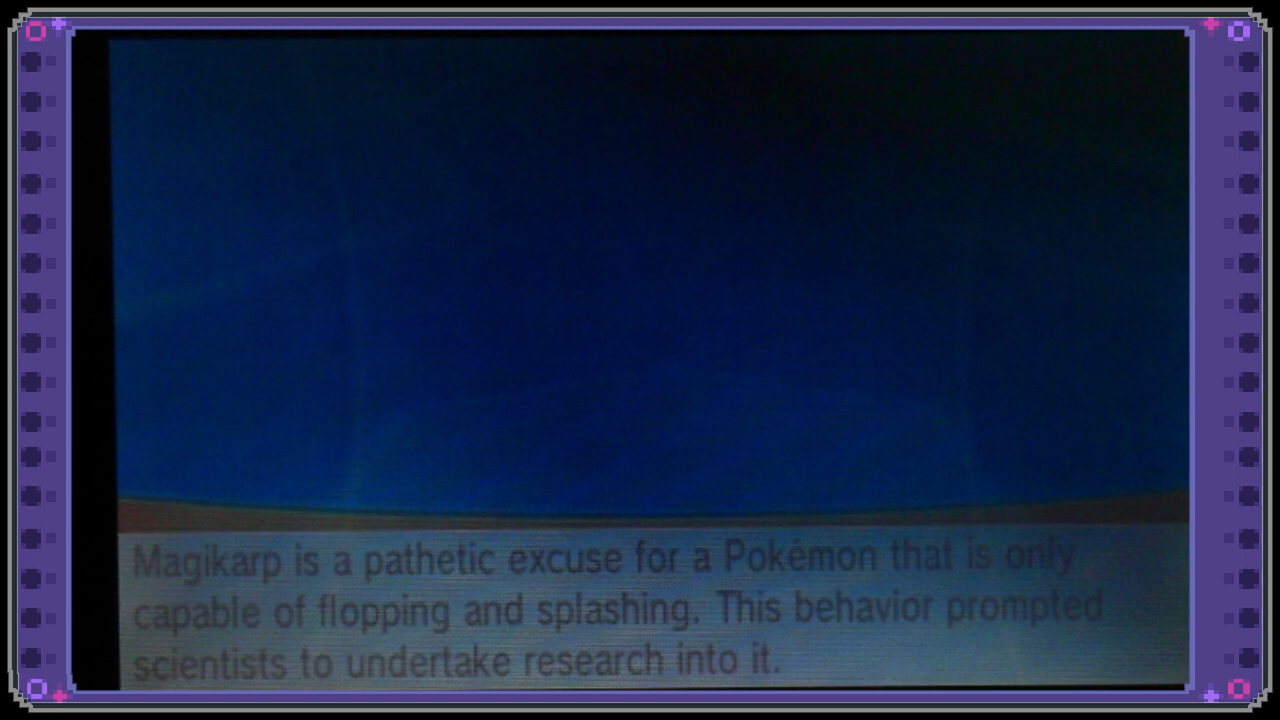 Magikarp is a pathetic excuse for a Pokémon that is only
capable of flopping and splashing. This behavior prompted
scientists to undertake research into it.